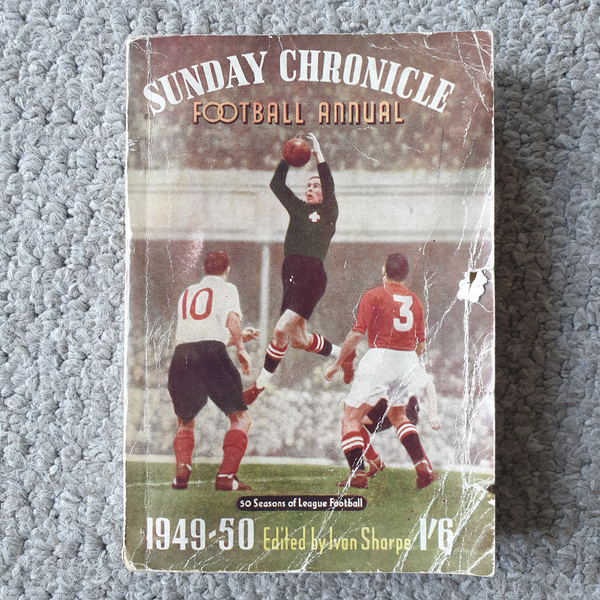 SUNDAY CHRONICLE
FOOTBALL ANNUAL
10
3
50 Seasons of League Football
1949-50 Edited by Ivan Sharpe 1'6